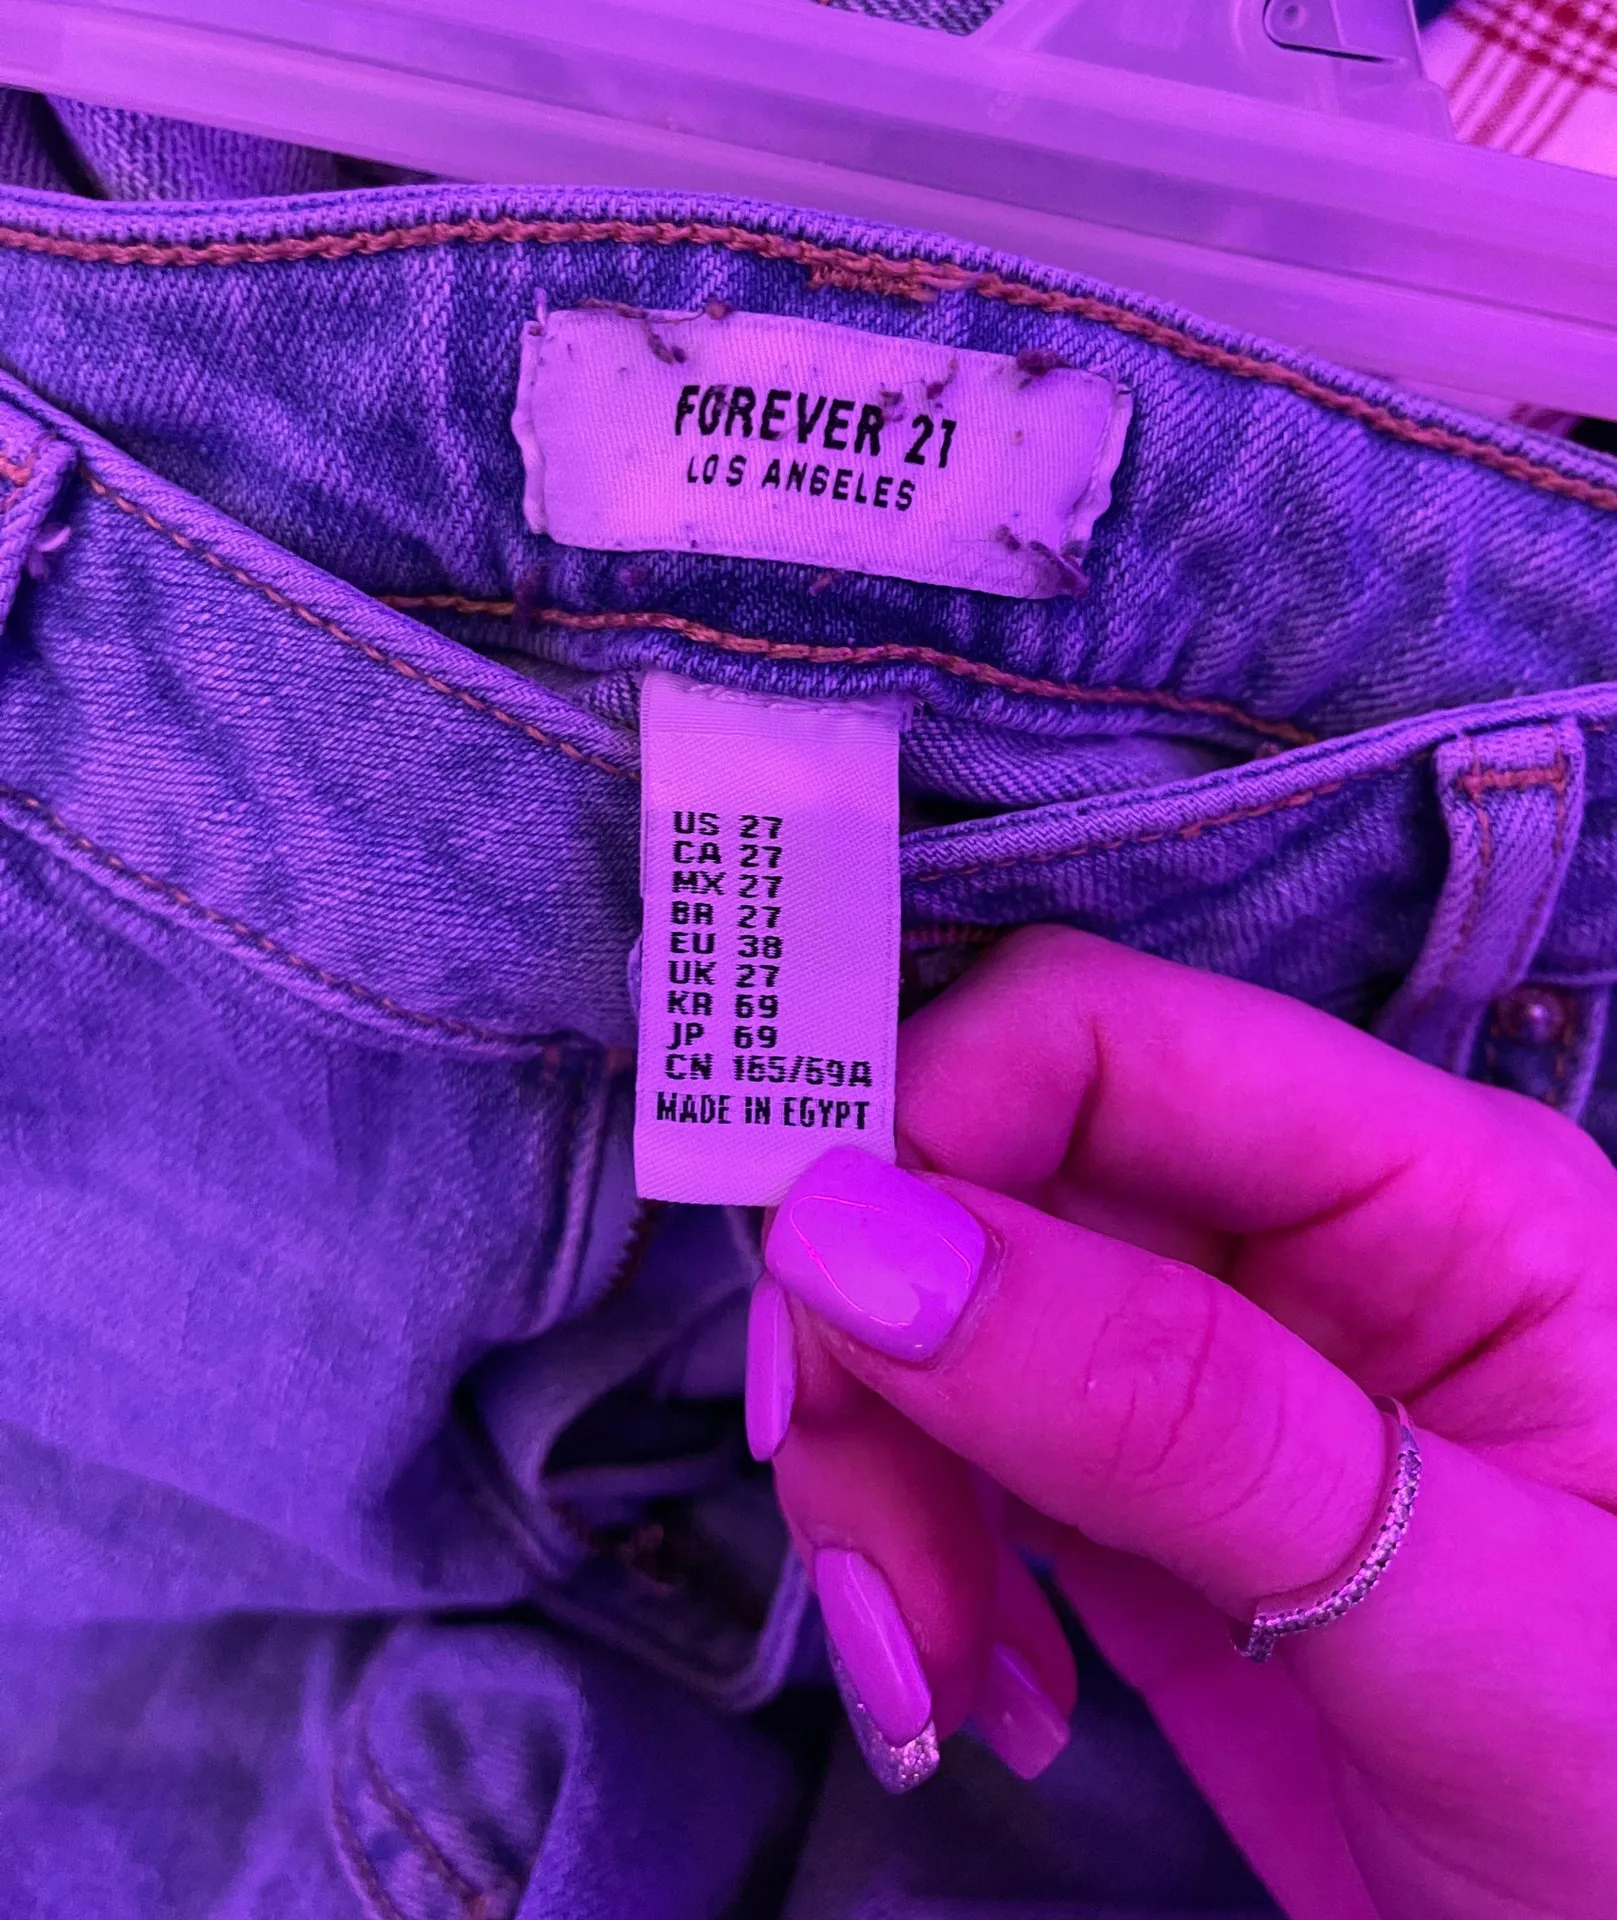 FOREVER 21
LOS ANGELES
US 27
CA 27
MX 27
BR 27
EU 38
UK 27
KR 69
JP 69
CN 165/69A
MADE IN EGYPT